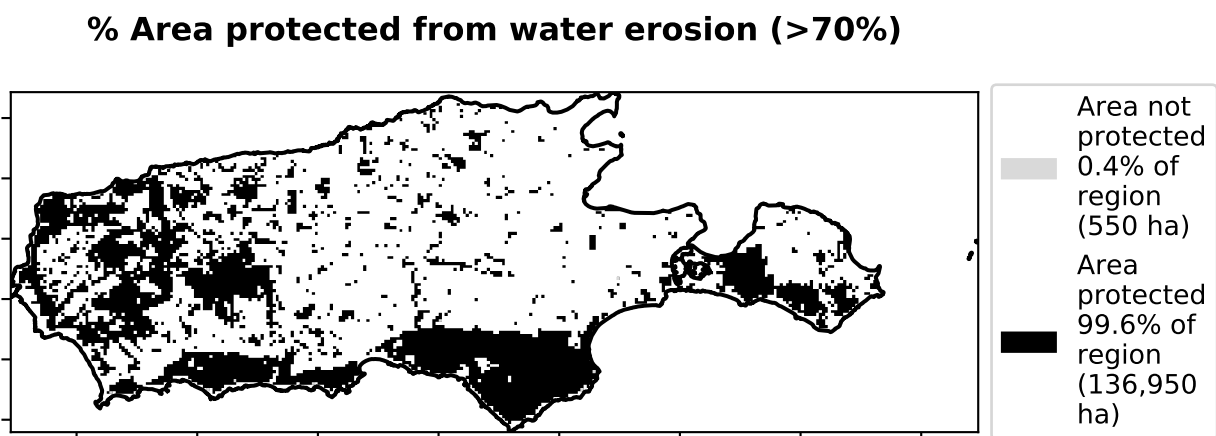 % Area protected from water erosion (>70%)
Area not
protected
0.4% of
region
(550 ha)
Area
protected
99.6% of
region
(136,950
ha)